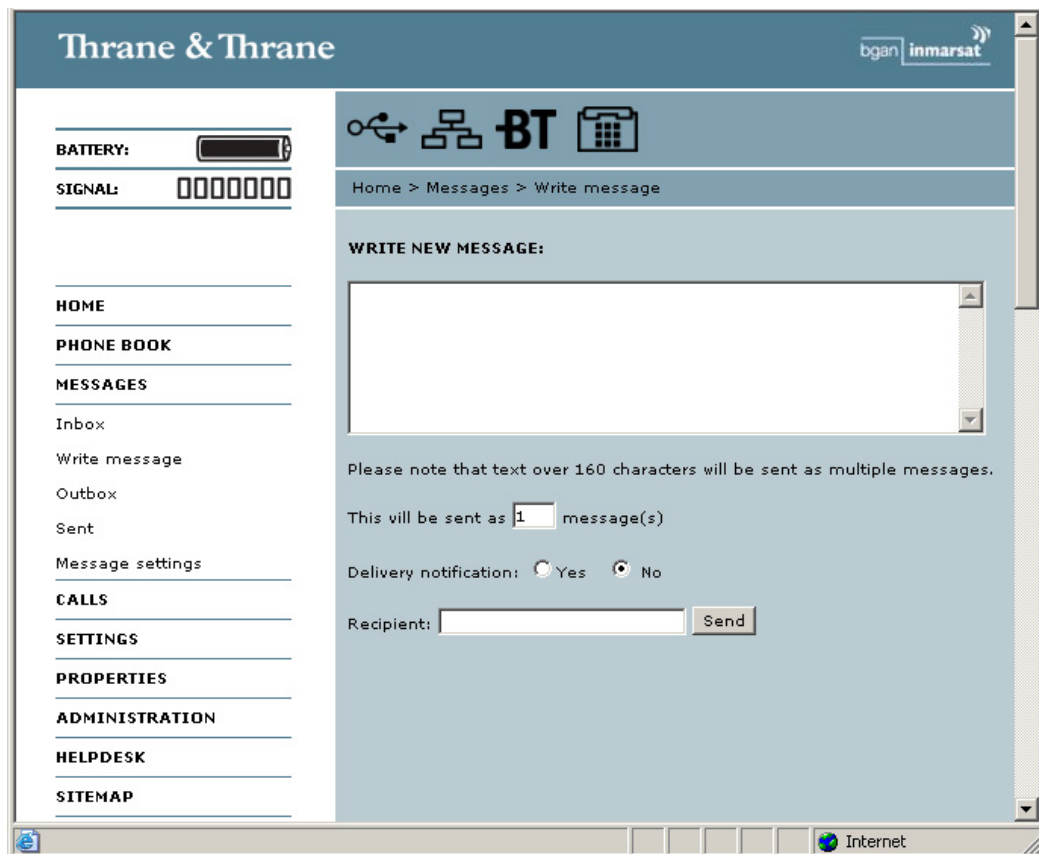 Thrane & Thrane
bgan inmarsat
BATTERY:
SIGNAL:
BT
Home > Messages > Write message
WRITE NEW MESSAGE:
HOME
PHONE BOOK
MESSAGES
Inbox
Write message
Outbox
Sent
Message settings
CALLS
SETTINGS
PROPERTIES
ADMINISTRATION
HELPDESK
SITEMAP
Please note that text over 160 characters will be sent as multiple messages.
This vill be sent as 1 message(s)
Delivery notification: Yes No
Recipient: Send
Internet